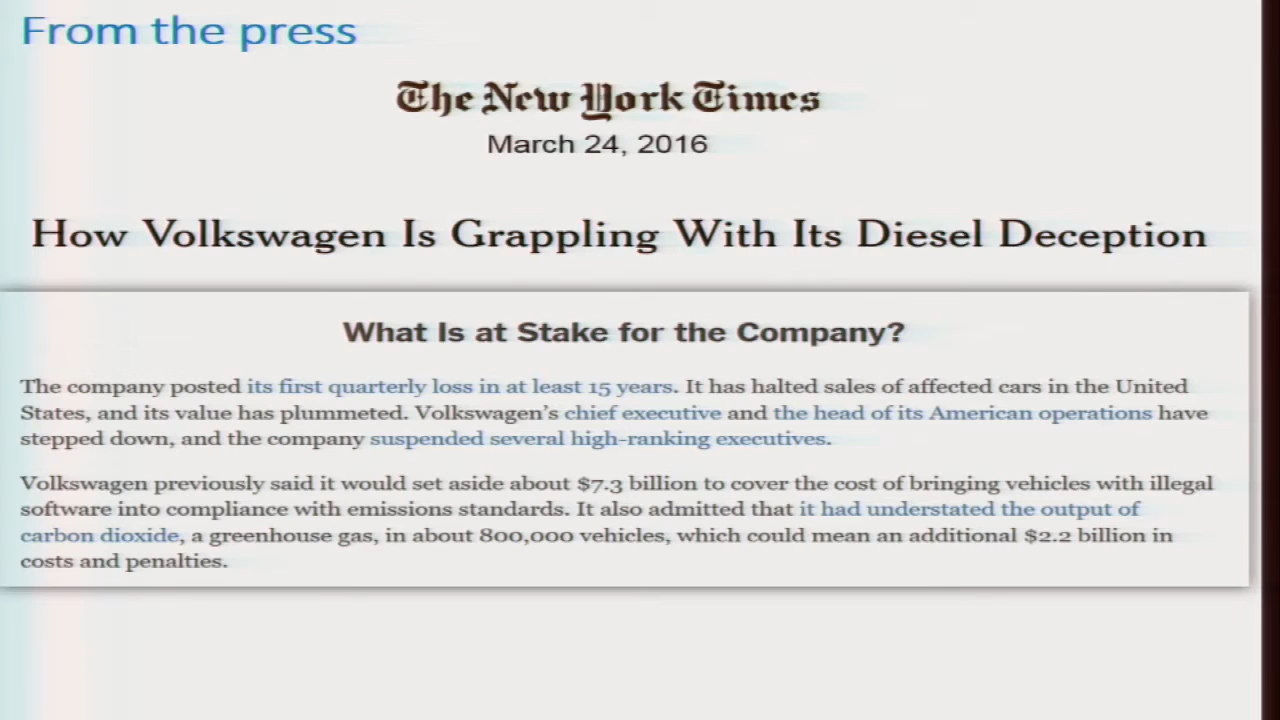 From the press
The New York Times
March 24, 2016
How Volkswagen Is Grappling With Its Diesel Deception
What Is at Stake for the Company?
The company posted its first quarterly loss in at least 15 years. It has halted sales of affected cars in the United
States, and its value has plummeted. Volkswagen’s chief executive and the head of its American operations have
stepped down, and the company suspended several high-ranking executives.
Volkswagen previously said it would set aside about $7.3 billion to cover the cost of bringing vehicles with illegal
software into compliance with emissions standards. It also admitted that it had understated the output of
carbon dioxide, a greenhouse gas, in about 800,000 vehicles, which could mean an additional $2.2 billion in
costs and penalties.